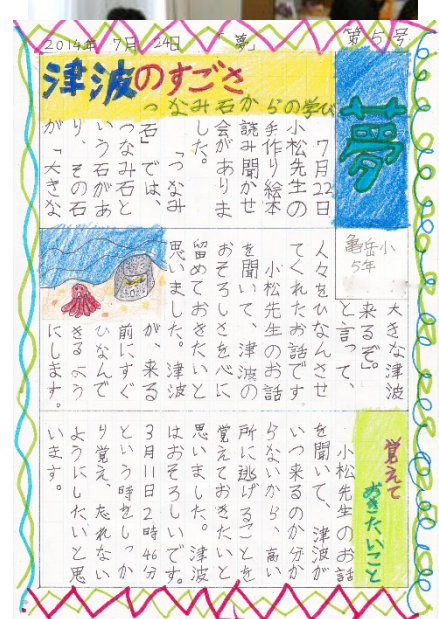 2014年 7月 24日 「夢」 第5号
夢
亀岳小
5年
津波のすごさ
つなみ石からの学び
7月22日
小松先生の
手作り絵本
読み聞かせ
会がありま
した。
「つなみ
石」では、
つなみ石と
いう石があ
り、その石
が「大きな
大きな津波
来るぞ。」
と言って、
人々をひなんさせ
てくれたお話です。
小松先生のお話
を聞いて、津波の
おそろしさを心に
留めておきたいと
思いました。津波
が、来る
前にすぐ
ひなんで
きるよう
にします。
覚えて
おきたいこと
小松先生のお話
を聞いて、津波が
いつ来るのか分か
らないから、高い
所に逃げることを
覚えておきたいと
思いました。津波
はおそろしいです。
3月11日2時46分
という時をしっか
り覚え、忘れない
ようにしたいと思
います。